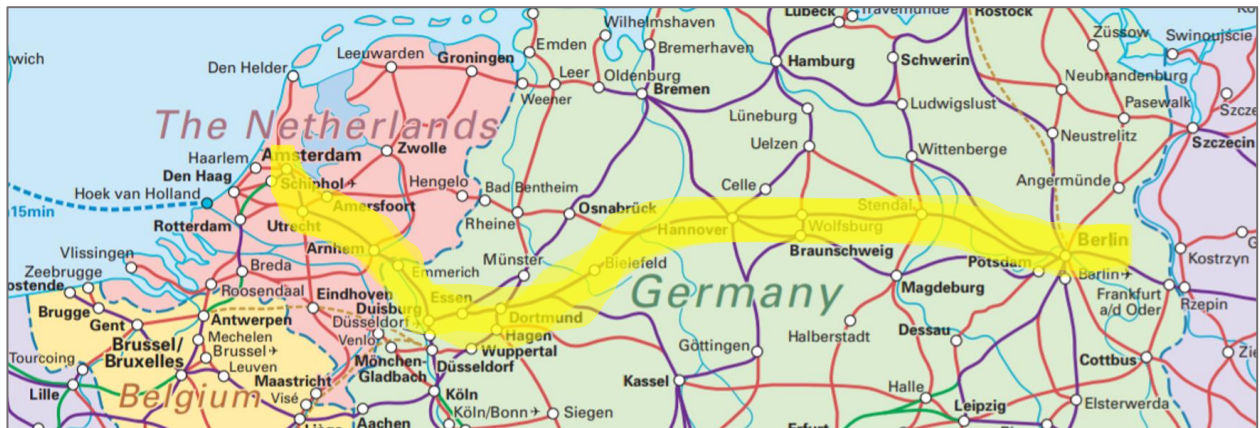 Wilhelmshaven
Lübeck
Travemünde
Rostock
Züssow
Swinoujście
wich
Leeuwarden
Groningen
Emden
Bremerhaven
Hamburg
Schwerin
Den Helder
Leer
Oldenburg
Neubrandenburg
Weener
Bremen
Ludwigslust
Pasewalk
Szcze
The Netherlands
Lüneburg
Neustrelitz
Szczecin
Haarlem
Amsterdam
Zwolle
Uelzen
Wittenberge
Den Haag
Schiphol
Hengelo
Bad Bentheim
Celle
Angermünde
Hoek van Holland
Amersfoort
Osnabrück
Stendal
15min
Rotterdam
Utrecht
Rheine
Hannover
Wolfsburg
Arnhem
Braunschweig
Berlin
Vlissingen
Emmerich
Münster
Bielefeld
Potsdam
Kostrzyn
Zeebrugge
Breda
Berlin
oostende
Roosendaal
Eindhoven
Essen
Germany
Magdeburg
Frankfurt
a/d Oder
Rzepin
Brugge
Duisburg
Dortmund
Gent
Antwerpen
Düsseldorf
Hagen
Halberstadt
Dessau
Brussel/
Bruxelles
Mechelen
Venlo
Wuppertal
Göttingen
Tourcoing
Brussel
Mönchen-
Gladbach
Düsseldorf
Cottbus
Zie
Leuven
Maastricht
Kassel
Lille
Belgium
Visé
Köln
Halle
Elsterwerda
Köln/Bonn
Siegen
Leipzig
Aachen
Erfurt